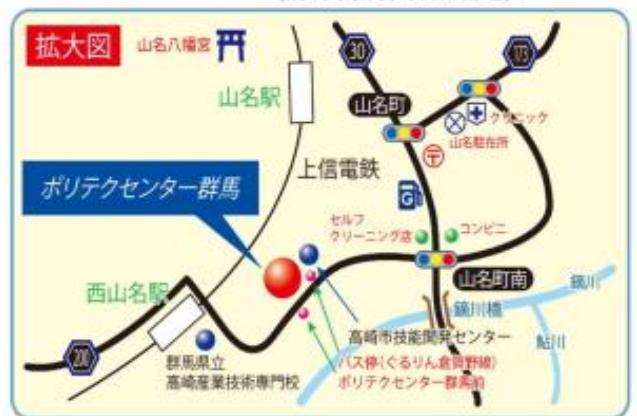 拡大図
山名八幡宮
30
173
山名駅
山名町
クリニック
山名駐在所
上信電鉄
ポリテクセンター群馬
G
セルフ
クリーニング店
コンビニ
西山名駅
山名町南
鏑川
鏑川橋
高崎市技能開発センター
鮎川
200
群馬県立
高崎産業技術専門校
バス停(ぐるりん倉賀野線)
ポリテクセンター群馬前